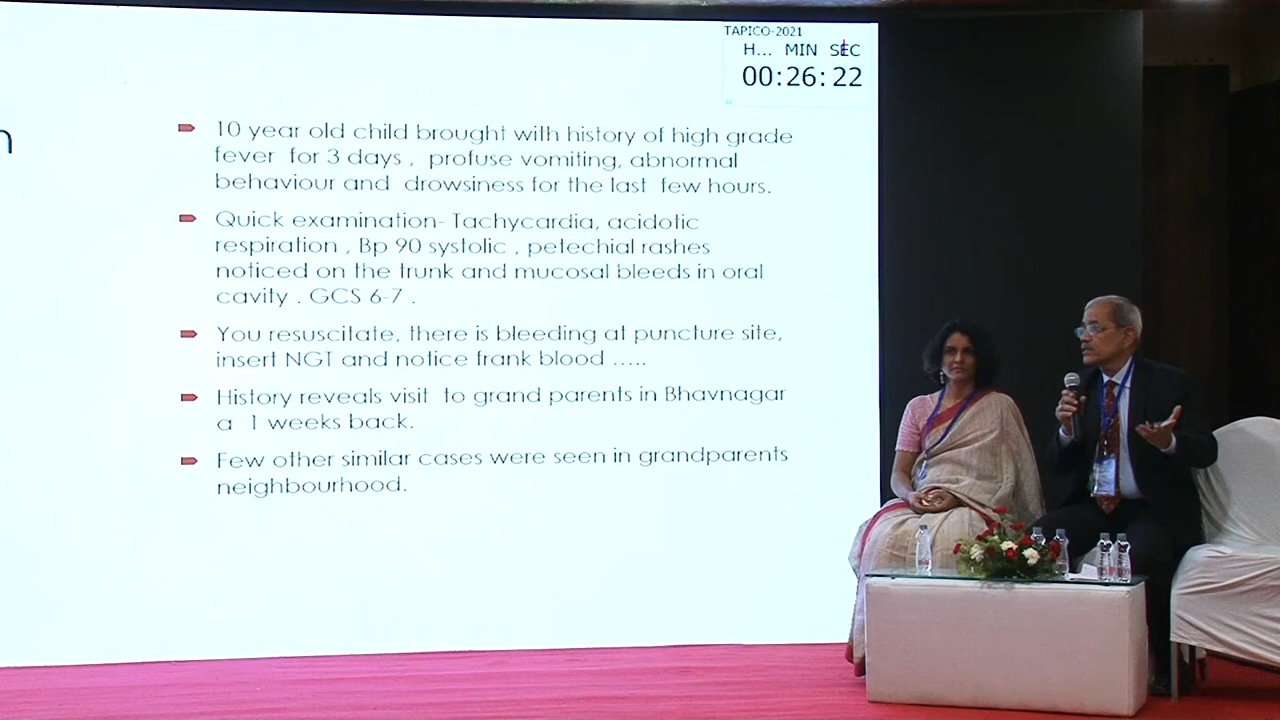 TAPICO-2021
H... MIN SEC
00:26:22
n
10 year old child brought with history of high grade
fever for 3 days , profuse vomiting, abnormal
behaviour and drowsiness for the last few hours.
Quick examination- Tachycardia, acidotic
respiration , Bp 90 systolic , petechial rashes
noticed on the trunk and mucosal bleeds in oral
cavity . GCS 6-7 .
You resuscitate, there is bleeding at puncture site,
insert NGT and notice frank blood .....
History reveals visit to grand parents in Bhavnagar
a 1 weeks back.
Few other similar cases were seen in grandparents
neighbourhood.